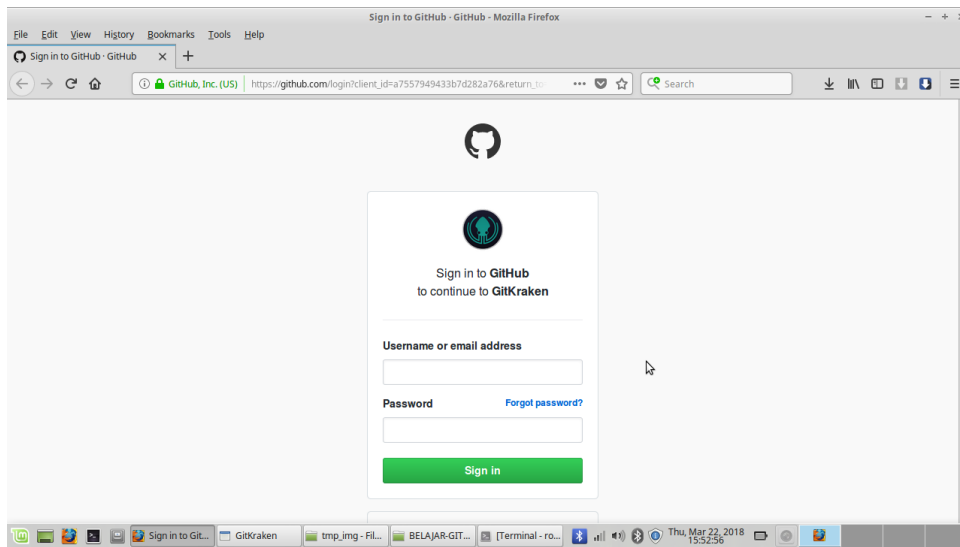 Sign in to GitHub · GitHub - Mozilla Firefox
File Edit View History Bookmarks Tools Help
Sign in to GitHub · GitHub
GitHub, Inc. (US) https://github.com/login?client_id=a7557949433b7d282a76&return_to
Search
Sign in to GitHub
to continue to GitKraken
Username or email address
Password Forgot password?
Sign in
Sign in to Git... GitKraken tmp_img - Fil... BELAJAR-GIT... [Terminal - ro... Thu, Mar 22, 2018
15:52:56